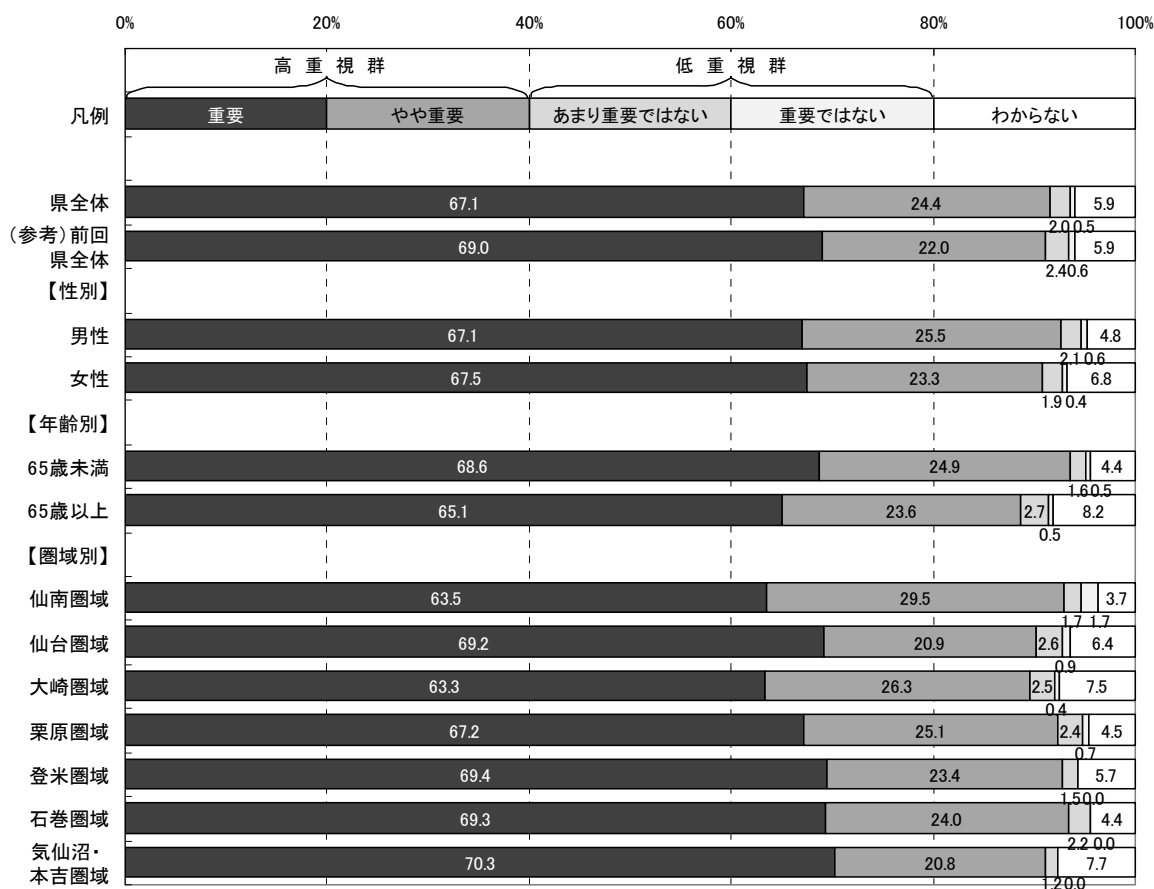 0% 20% 40% 60% 80% 100%
高重視群 低重視群
凡例 重要 やや重要 あまり重要ではない 重要ではない わからない
県全体 67.1 24.4 2.0 0.5 5.9
(参考)前回
県全体 69.0 22.0 2.4 0.6 5.9
【性別】
男性 67.1 25.5 2.1 0.6 4.8
女性 67.5 23.3 1.9 0.4 6.8
【年齢別】
65歳未満 68.6 24.9 1.6 0.5 4.4
65歳以上 65.1 23.6 2.7 0.5 8.2
【圏域別】
仙南圏域 63.5 29.5 1.7 1.7 3.7
仙台圏域 69.2 20.9 2.6 0.9 6.4
大崎圏域 63.3 26.3 2.5 0.4 7.5
栗原圏域 67.2 25.1 2.4 0.7 4.5
登米圏域 69.4 23.4 1.5 0.0 5.7
石巻圏域 69.3 24.0 2.2 0.0 4.4
気仙沼・
本吉圏域 70.3 20.8 1.2 0.0 7.7